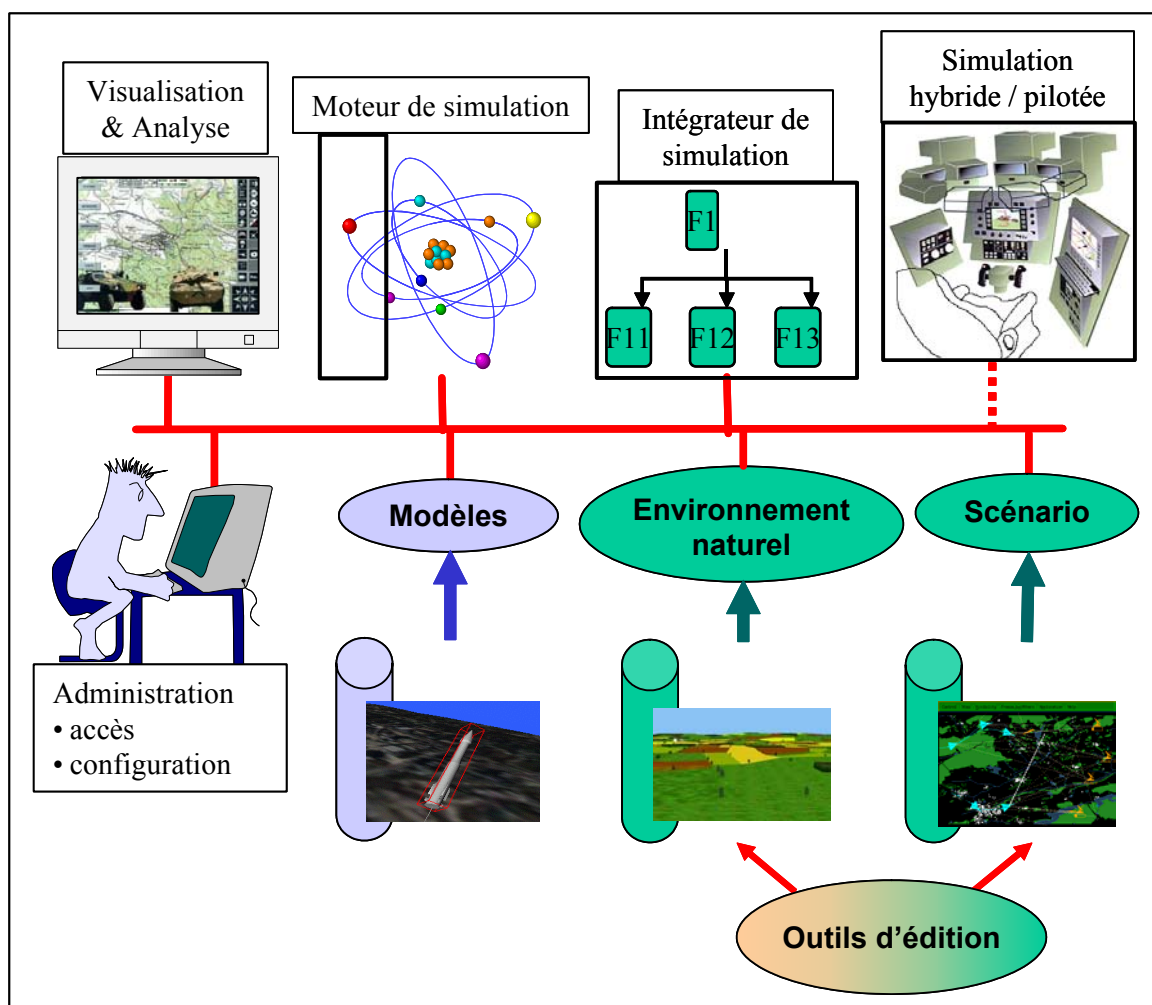 Visualisation
& Analyse
Moteur de simulation
Intégrateur de
simulation
Simulation
hybride / pilotée
F1
F11
F12
F13
Modèles
Environnement
naturel
Scénario
Administration
• accès
• configuration
Outils d'édition